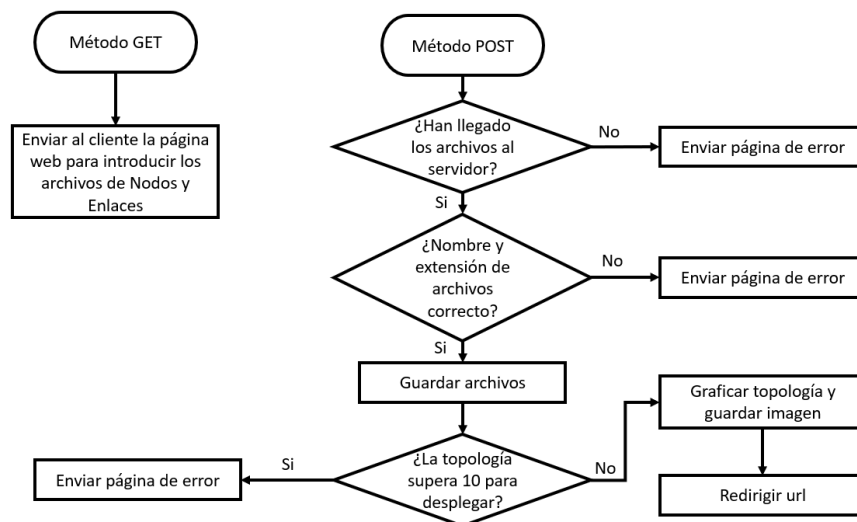 Método GET
Método POST
Enviar al cliente la página
web para introducir los
archivos de Nodos y
Enlaces
¿Han llegado
los archivos al
servidor?
No
Enviar página de error
Si
¿Nombre y
extensión de
archivos
correcto?
No
Enviar página de error
Si
Guardar archivos
Graficar topología y
guardar imagen
¿La topología
supera 10 para
desplegar?
Si
Enviar página de error
No
Redirigir url